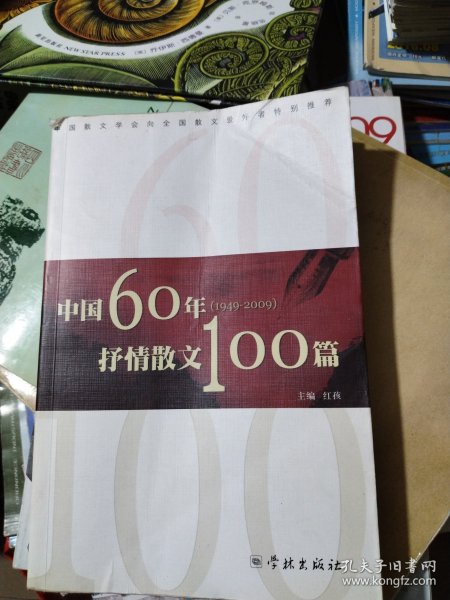 NEW STAR PRESS
中国散文学会向全国散文爱好者特别推荐
60
中国60年(1949-2009)
抒情散文100篇
主编 红孩
100
学林出版社
孔夫子旧书网
www.kongfz.com